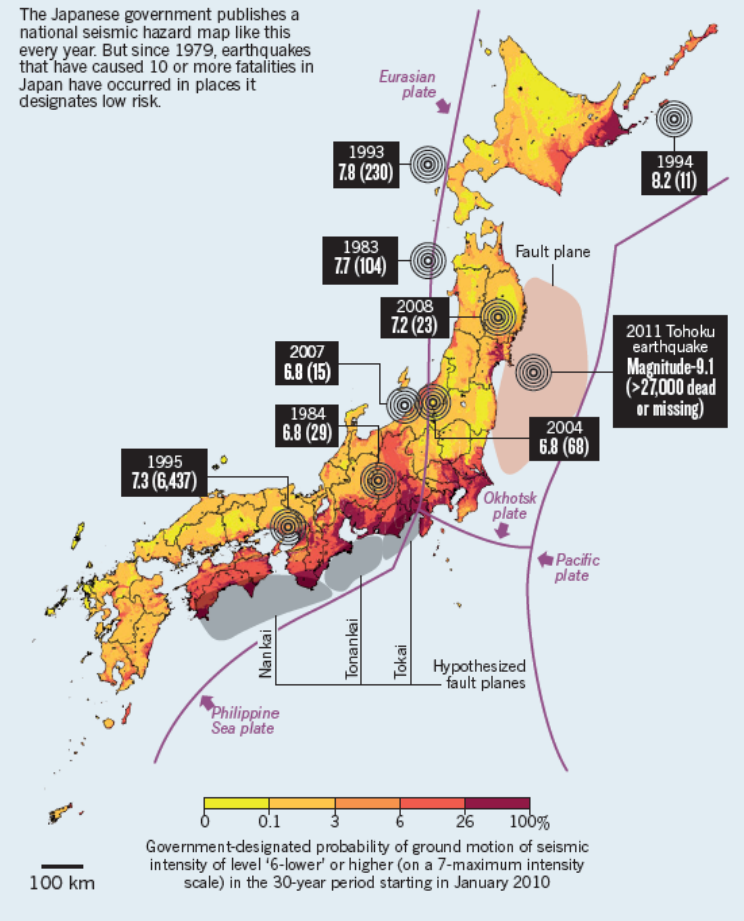 The Japanese government publishes a
national seismic hazard map like this
every year. But since 1979, earthquakes
that have caused 10 or more fatalities in
Japan have occurred in places it
designates low risk.
Eurasian
plate
1993
7.8 (230)
1994
8.2 (11)
1983
7.7 (104)
Fault plane
2008
7.2 (23)
2011 Tohoku
earthquake
Magnitude-9.1
(>27,000 dead
or missing)
2007
6.8 (15)
1984
6.8 (29)
2004
6.8 (68)
1995
7.3 (6,437)
Okhotsk
plate
Pacific
plate
Nankai
Tonankai
Tokai
Hypothesized
fault planes
Philippine
Sea plate
0 0.1 3 6 26 100%
Government-designated probability of ground motion of seismic
intensity of level ‘6-lower’ or higher (on a 7-maximum intensity
scale) in the 30-year period starting in January 2010
100 km